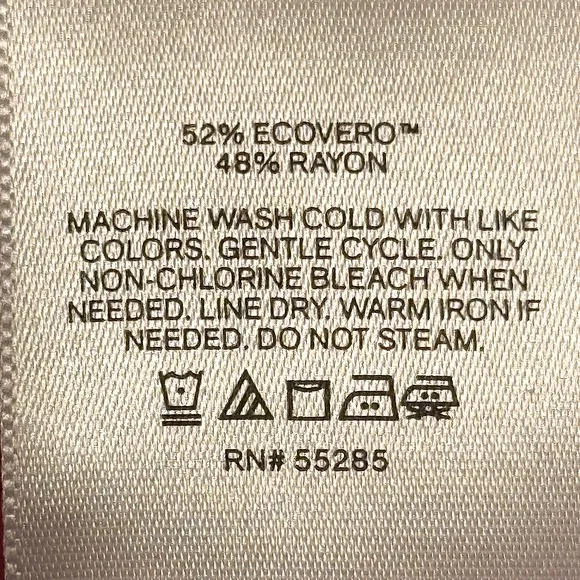 52% ECOVERO™
48% RAYON
MACHINE WASH COLD WITH LIKE
COLORS. GENTLE CYCLE. ONLY
NON-CHLORINE BLEACH WHEN
NEEDED. LINE DRY. WARM IRON IF
NEEDED. DO NOT STEAM.
RN# 55285